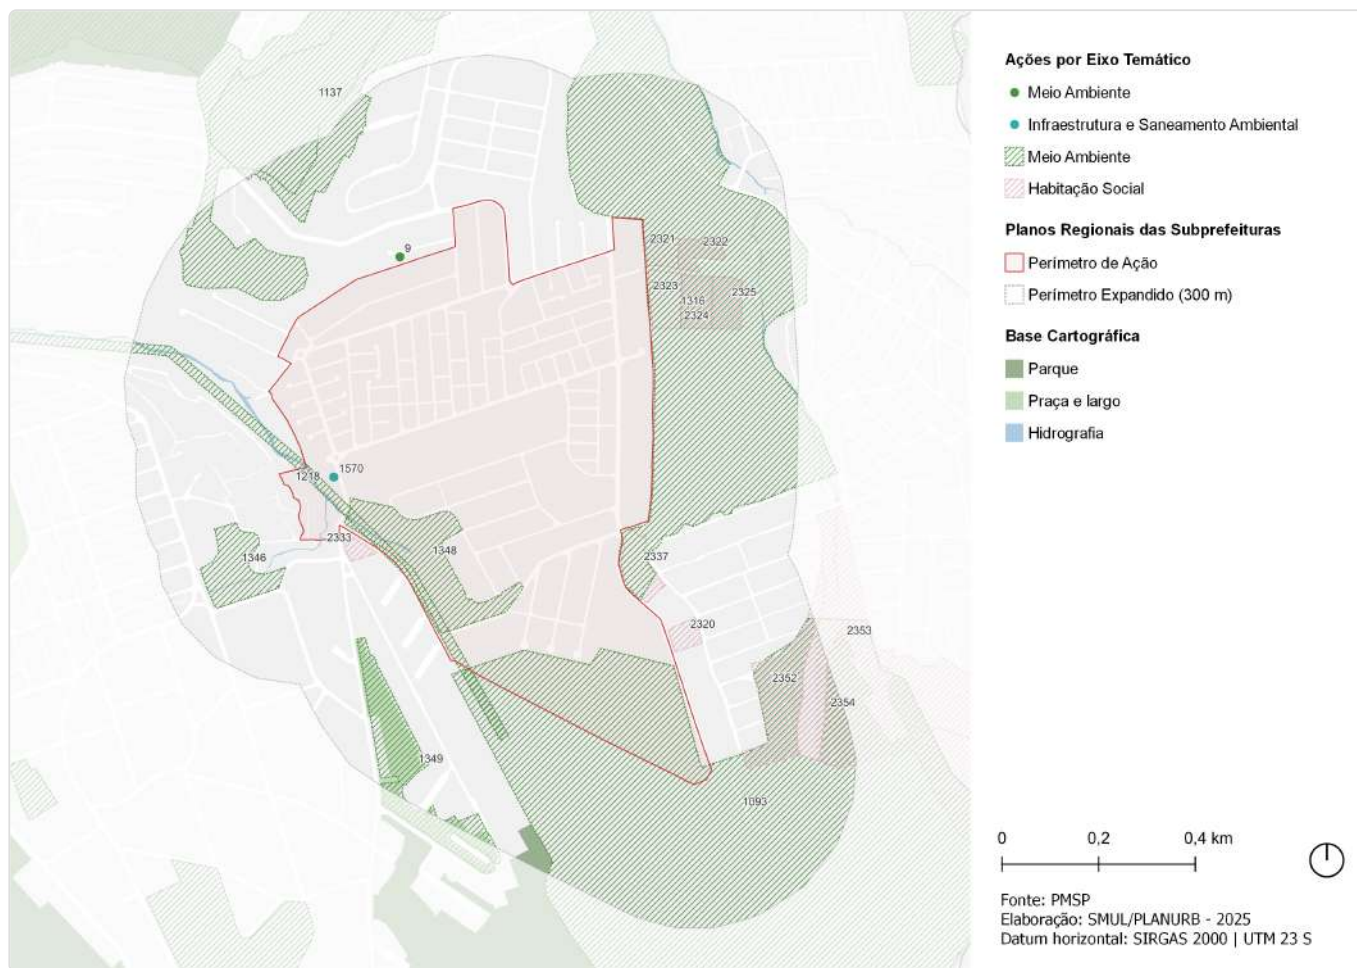 1137
9
2321
2322
2323
2325
1316
2324
1570
1218
2333
1346
1348
2337
2320
2353
2352
2354
1349
1093
Ações por Eixo Temático
Meio Ambiente
Infraestrutura e Saneamento Ambiental
Meio Ambiente
Habitação Social
Planos Regionais das Subprefeituras
Perímetro de Ação
Perímetro Expandido (300 m)
Base Cartográfica
Parque
Praça e largo
Hidrografia
0 0,2 0,4 km
Fonte: PMSP
Elaboração: SMUL/PLANURB - 2025
Datum horizontal: SIRGAS 2000 | UTM 23 S